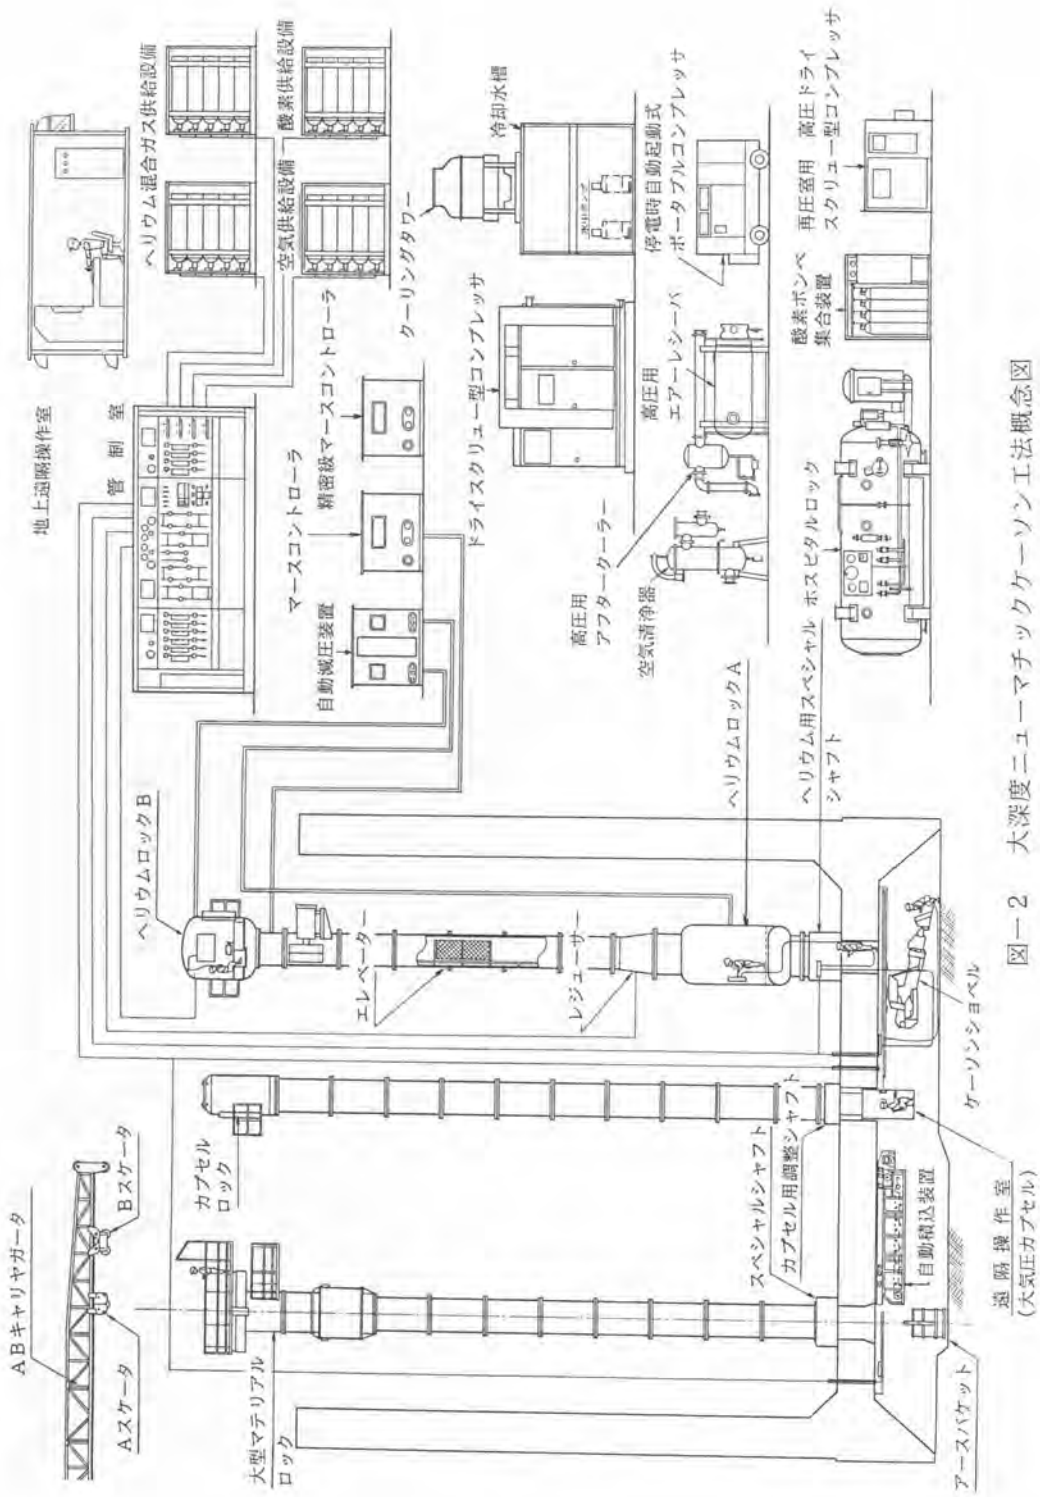 ABキャリヤガータ
Aスケータ
Bスケータ
大型マテリアル
ロック
カプセル
ロック
スペシャルシャフト
カプセル用調整シャフト
自動積込装置
アースバケット
遠隔操作室
(大気圧カプセル)
ケーソンショベル
ヘリウムロックB
エレベーター
レジューサー
ヘリウムロックA
ヘリウム用スペシャル
シャフト
地上遠隔操作室
管制室
ヘリウム混合ガス供給設備
空気供給設備
酸素供給設備
自動減圧装置
マースコントローラ
精密級マースコントローラ
クーリングタワー
冷却水槽
ドライスクリュー型コンプレッサ
高圧用
アフタークーラー
空気清浄器
高圧用
エアーレシーバ
停電時自動起動式
ポータブルコンプレッサ
ホスピタルロック
酸素ボンベ
集合装置
再圧室用 高圧ドライ
スクリュー型コンプレッサ
図－2 大深度ニューマチックケーソン工法概念図